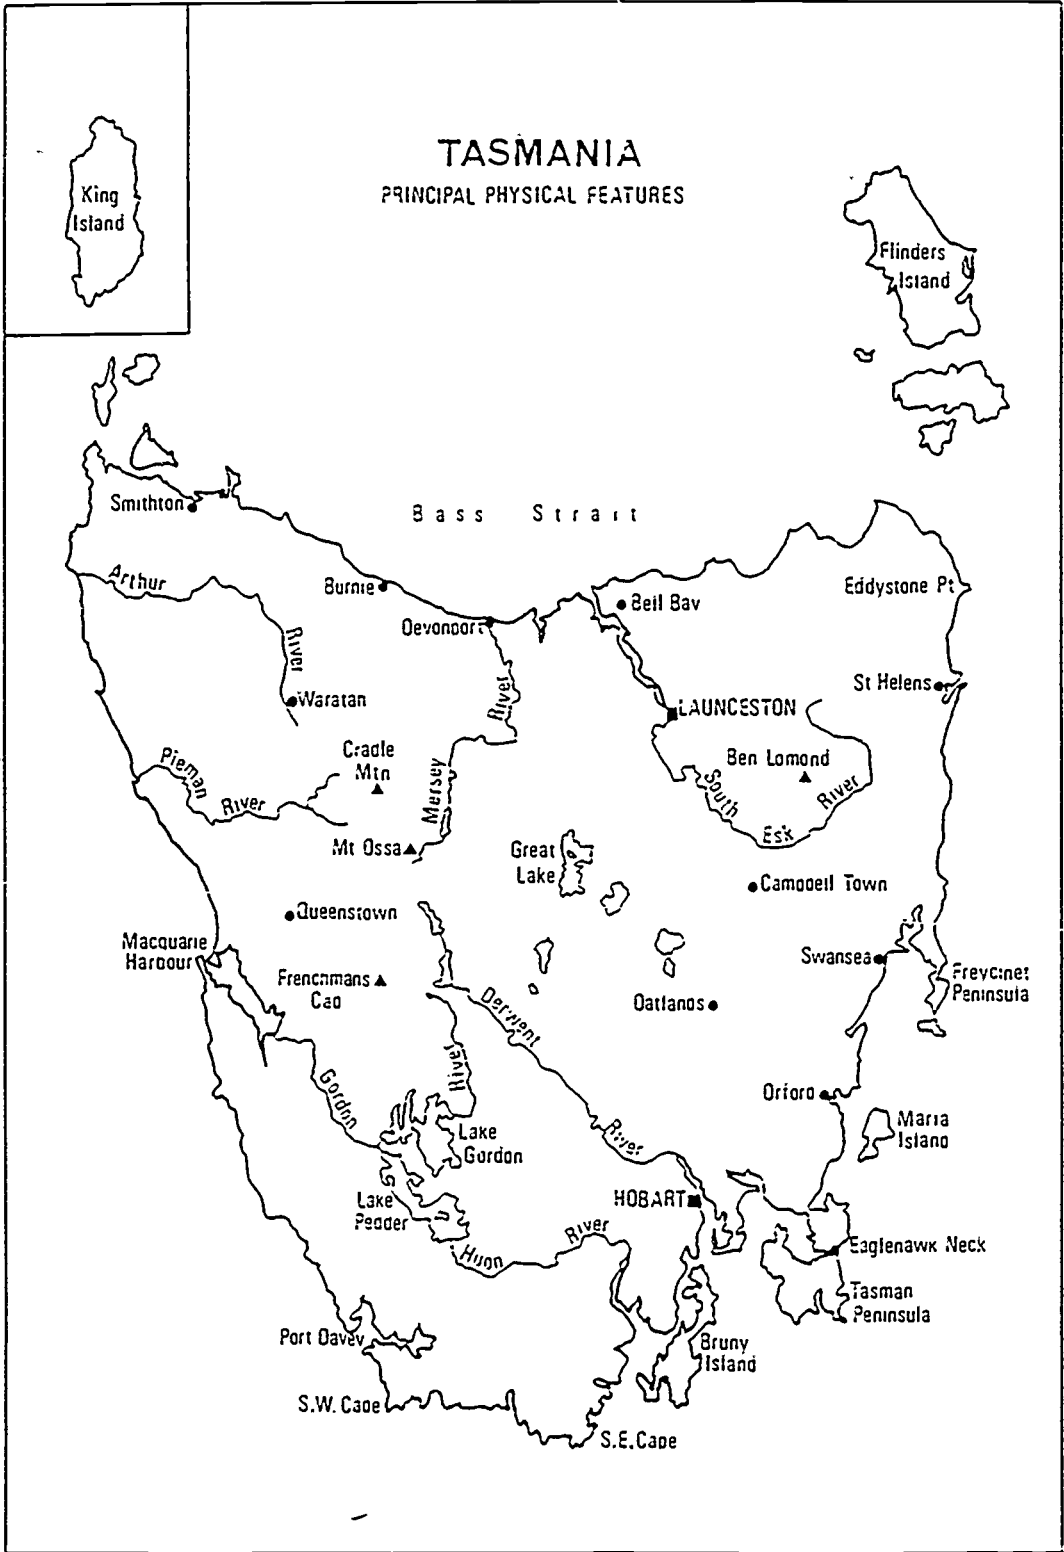 TASMANIA
PRINCIPAL PHYSICAL FEATURES
King
Island
Flinders
Island
Smithton
Bass Strait
Arthur
River
Burnie
Bell Bay
Eddystone Pt
Devonport
River
Mersey
St Helens
Waratah
LAUNCESTON
Cradle
Mtn
Ben Lomond
Pieman
River
South
Esk
River
Mt Ossa
Great
Lake
Campbell Town
Queenstown
Macquarie
Harbour
Swansea
Frenchmans
Cap
Freycinet
Peninsula
Oatlands
Derwent
River
Gordon
River
Orford
Maria
Island
Lake
Gordon
Lake
Pedder
HOBART
Huon
River
Eaglehawk Neck
Tasman
Peninsula
Port Davey
Bruny
Island
S.W. Cape
S.E. Cape